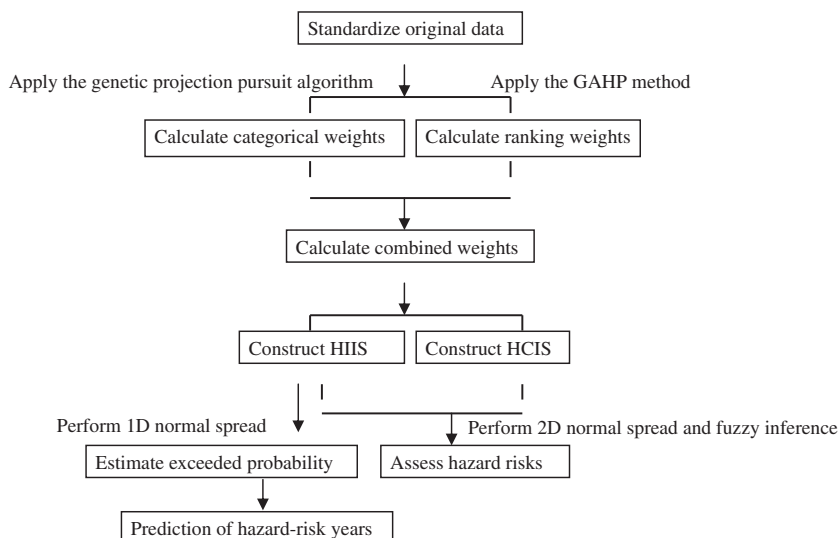 Standardize original data
Apply the genetic projection pursuit algorithm
Apply the GAHP method
Calculate categorical weights
Calculate ranking weights
Calculate combined weights
Construct HIIS
Construct HCIS
Perform 1D normal spread
Perform 2D normal spread and fuzzy inference
Estimate exceeded probability
Assess hazard risks
Prediction of hazard-risk years